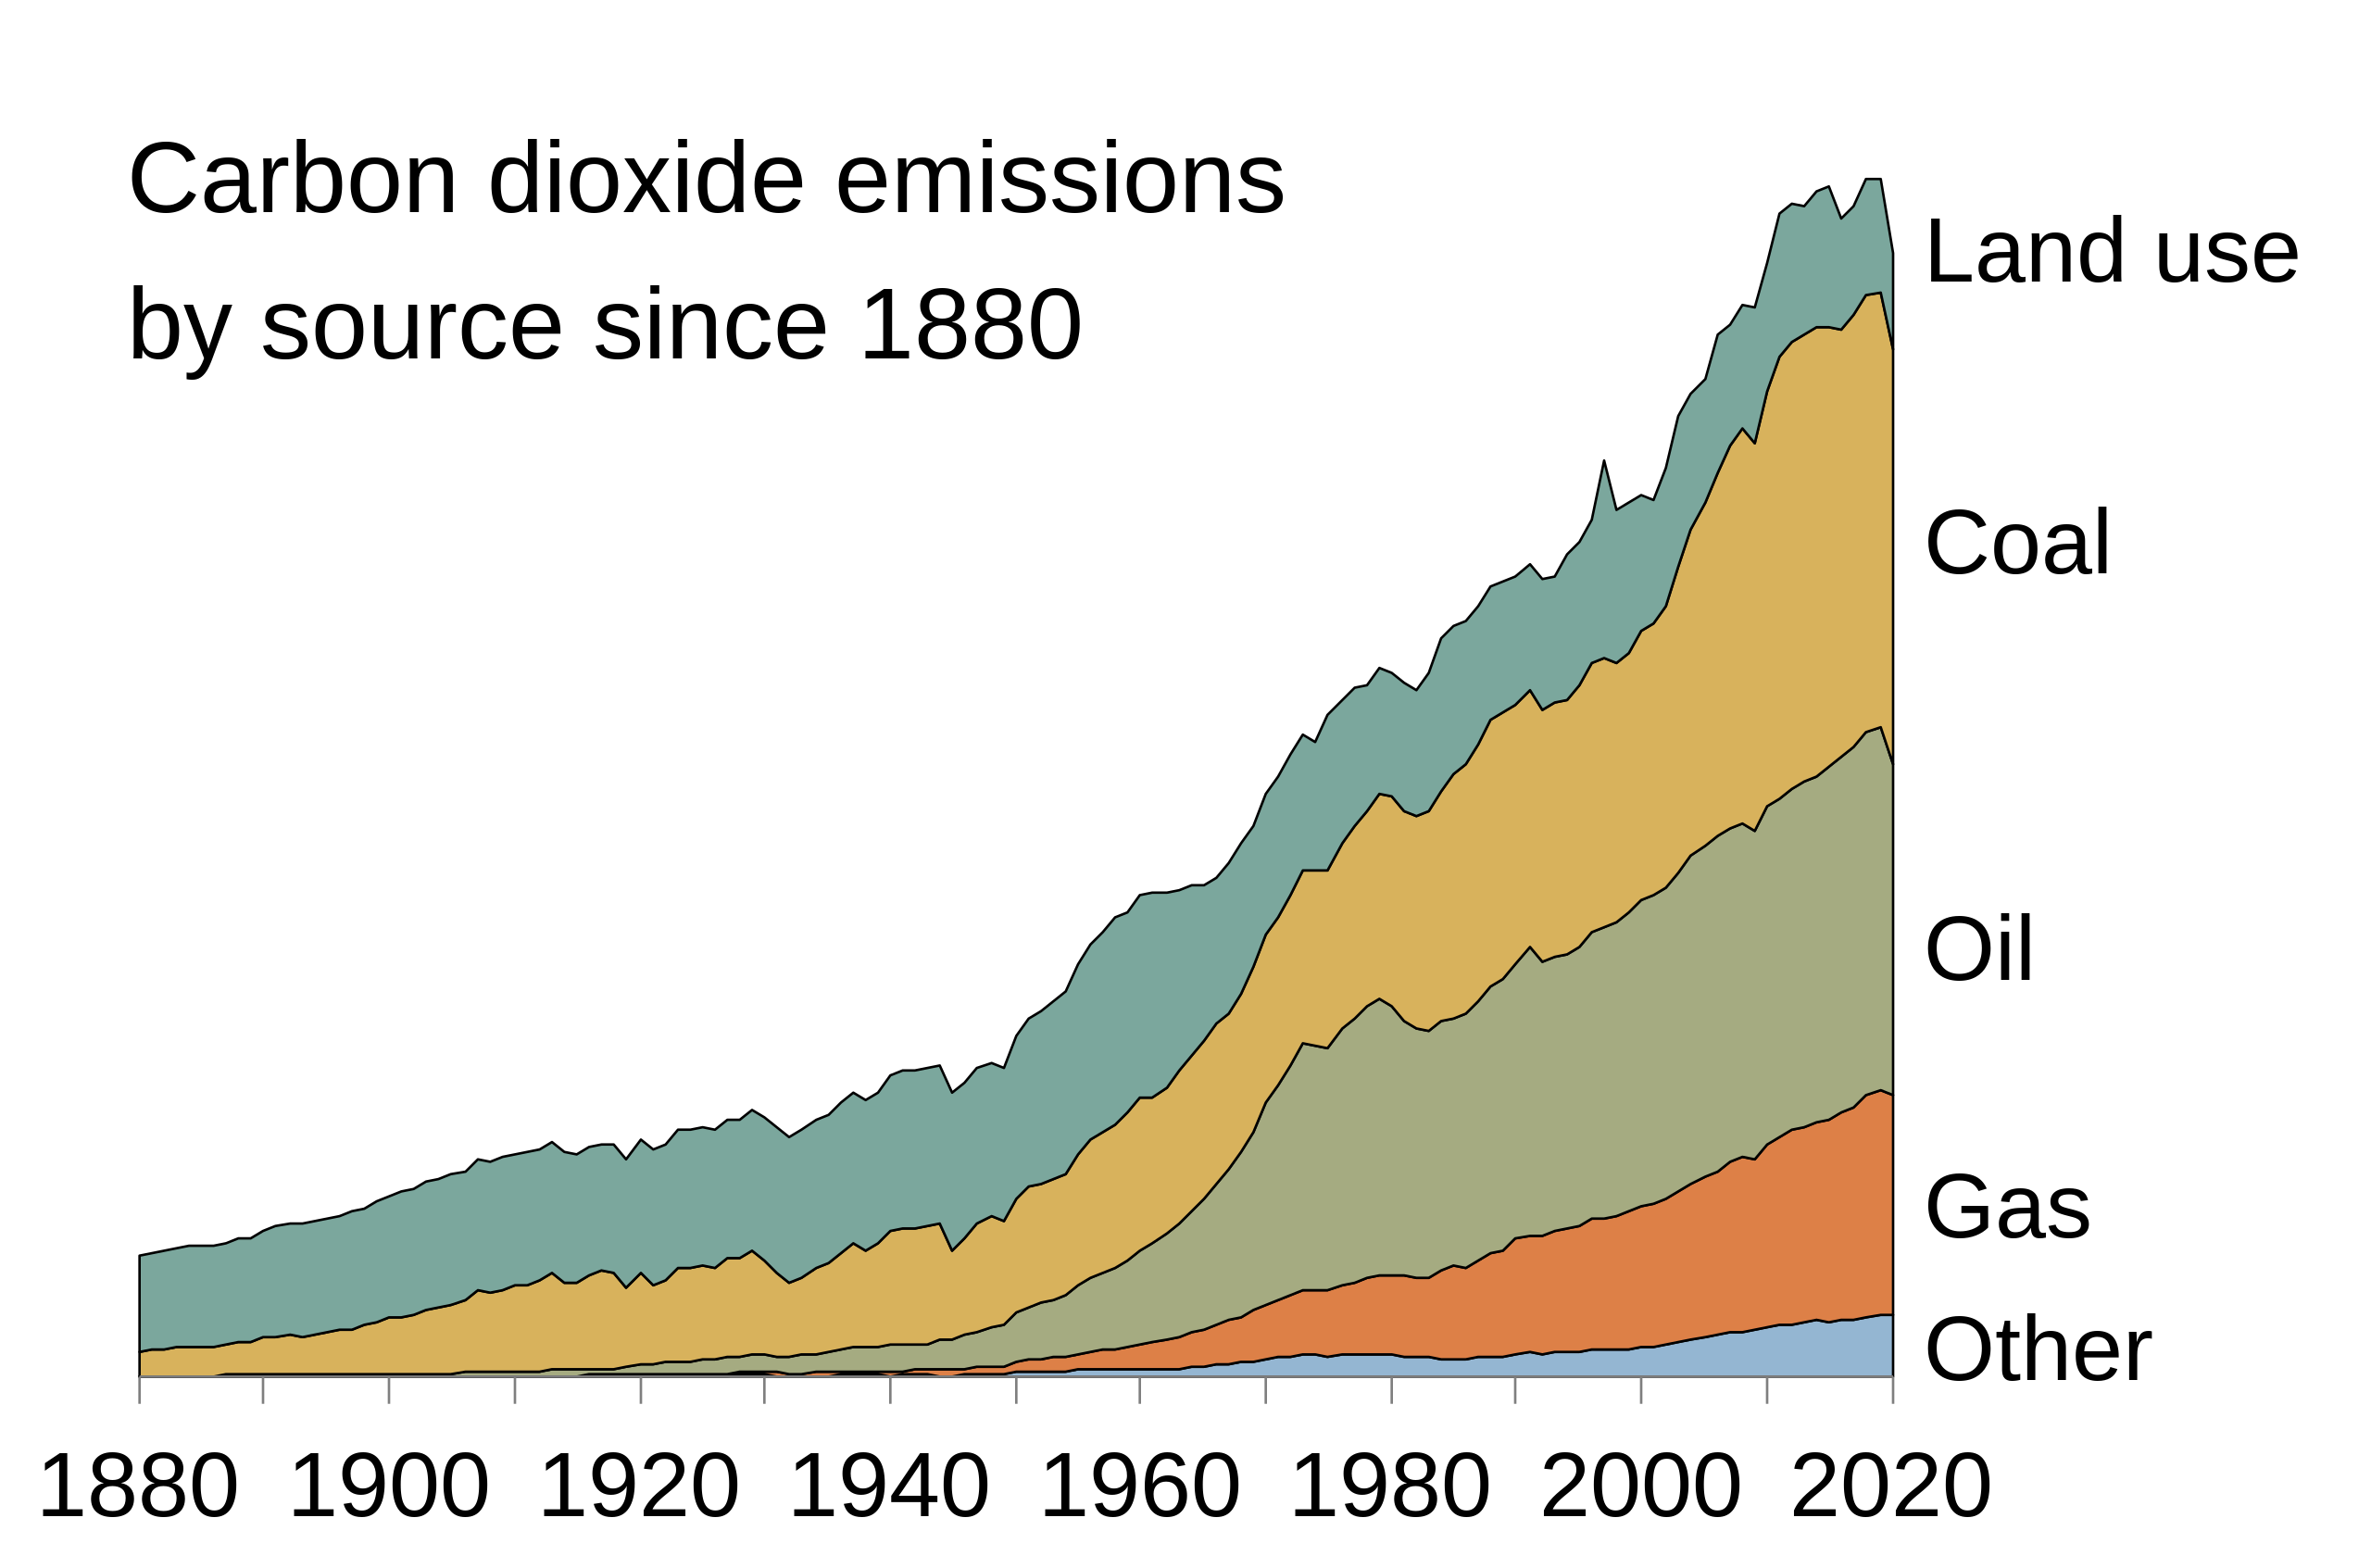 Carbon dioxide emissions
by source since 1880
Land use
Coal
Oil
Gas
Other
1880 1900 1920 1940 1960 1980 2000 2020